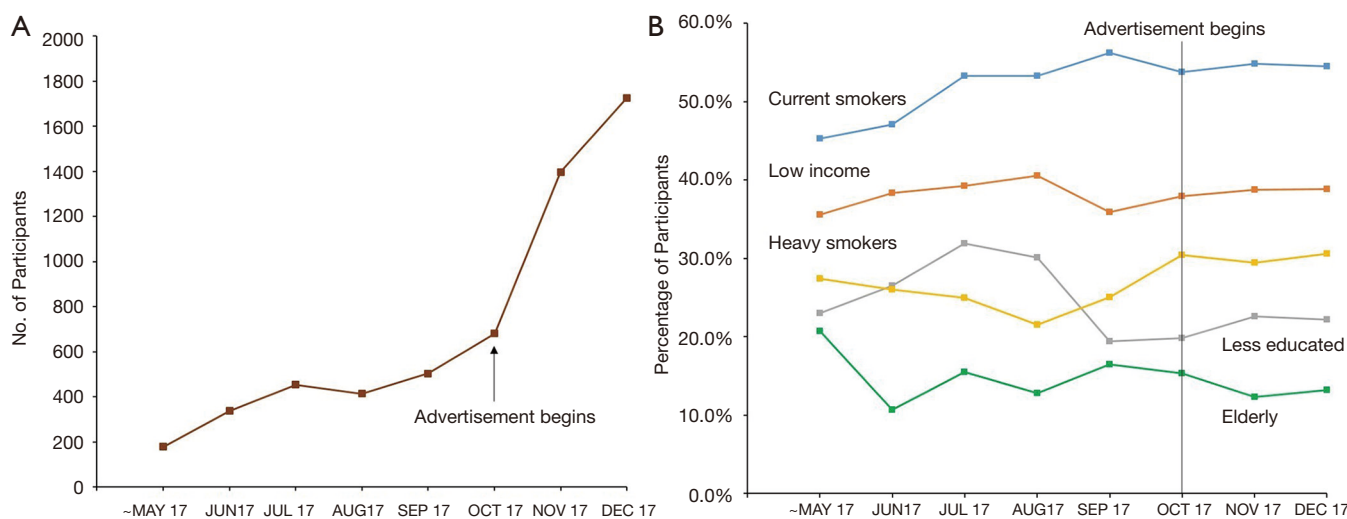 A
No. of Participants
2000
1800
1600
1400
1200
1000
800
600
400
200
0
Advertisement begins
~MAY 17 JUN17 JUL 17 AUG17 SEP 17 OCT 17 NOV 17 DEC 17
B
Percentage of Participants
60.0%
50.0%
40.0%
30.0%
20.0%
10.0%
0.0%
Advertisement begins
Current smokers
Low income
Heavy smokers
Less educated
Elderly
~MAY 17 JUN17 JUL 17 AUG17 SEP 17 OCT 17 NOV 17 DEC 17